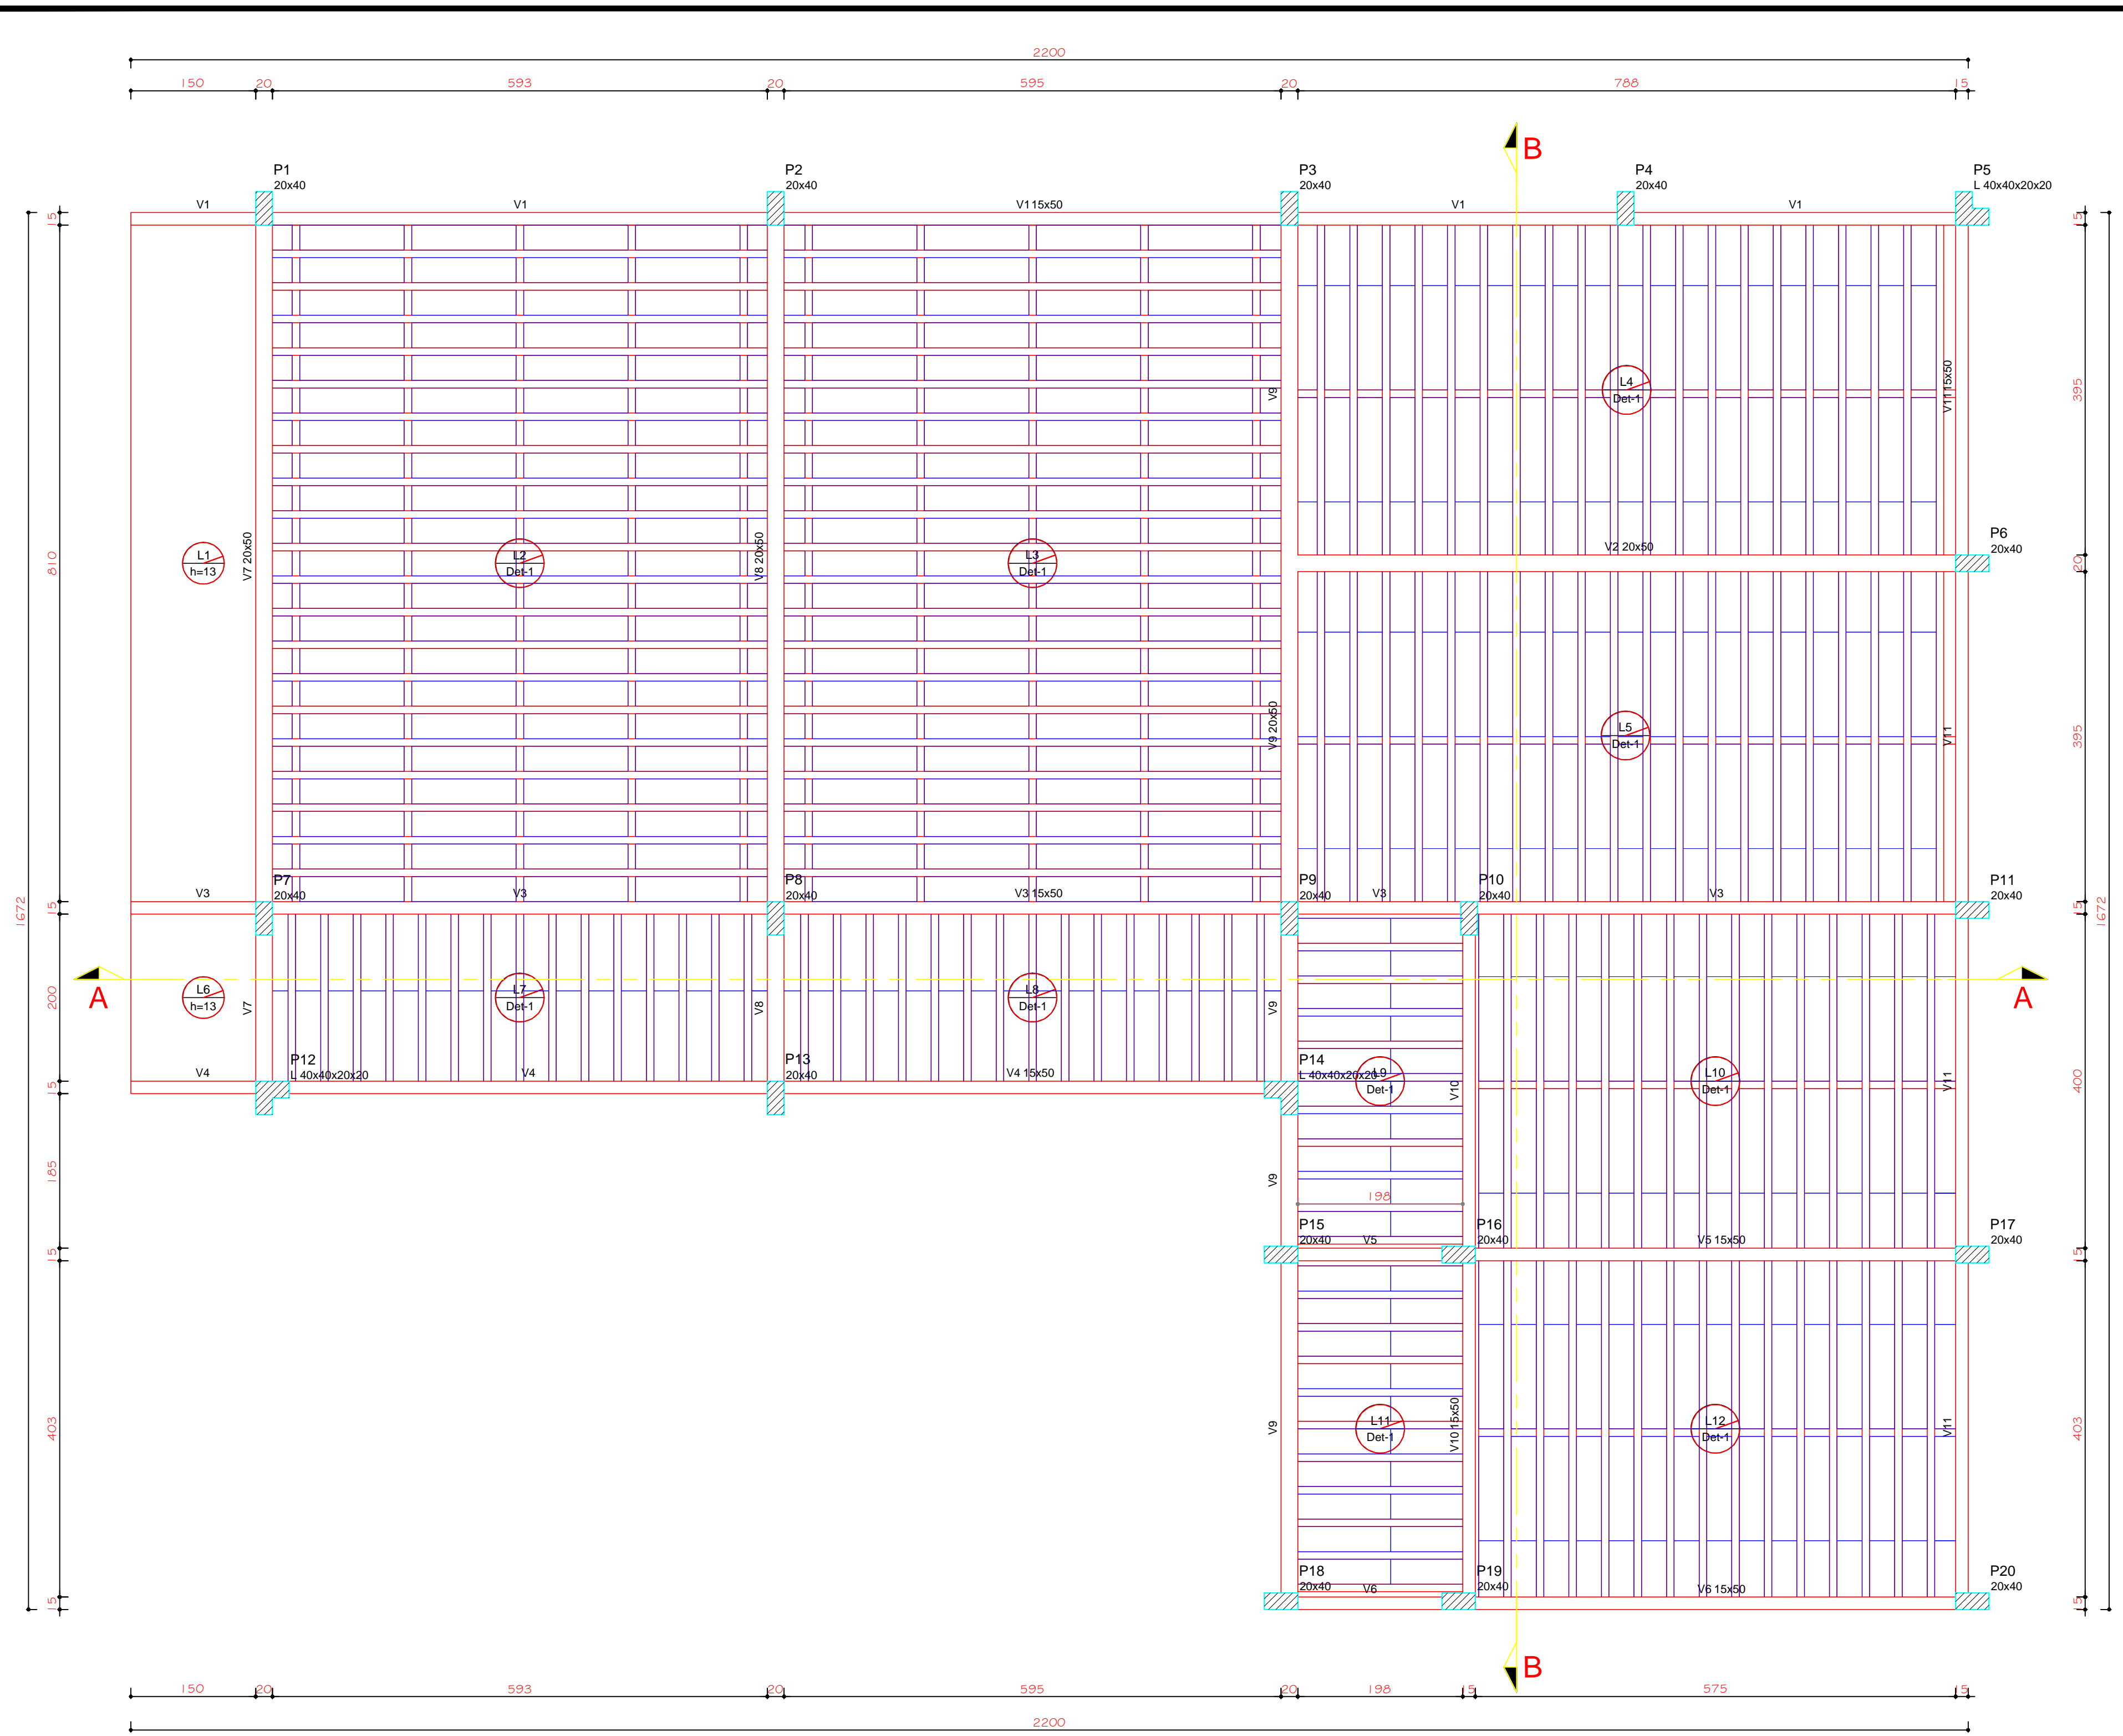 2200
150 20 593 20 595 20 788 15
B
P1
20x40
P2
20x40
P3
20x40
P4
20x40
P5
L 40x40x20x20
V1 V1 V1 15x50 V1 V1
15 15
L4
Det-1
V9
V11 15x50
395
P6
20x40
V2 20x50
L1
h=13
V7 20x50
L2
Det-1
V8 20x50
L3
Det-1
810
20
V9 20x50
L5
Det-1
V11
395
P7
20x40
P8
20x40
P9
20x40
P10
20x40
P11
20x40
V3 V3 V3 15x50 V3 V3
15 15
1672 1672
A A
L6
h=13
V7
L7
Det-1
V8
L8
Det-1
V9
200
P12
L 40x40x20x20
P13
20x40
P14
L 40x40x20x20
V4 V4 V4 15x50
15
L9
Det-1
V10
L10
Det-1
V11
400
185
V9
198
P15
20x40
P16
20x40
P17
20x40
V5 V5 15x50
15 15
403
V9
L11
Det-1
V10 15x50
L12
Det-1
V11
403
P18
20x40
P19
20x40
P20
20x40
V6 V6 15x50
15 15
B
150 20 593 20 595 20 198 15 575 15
2200